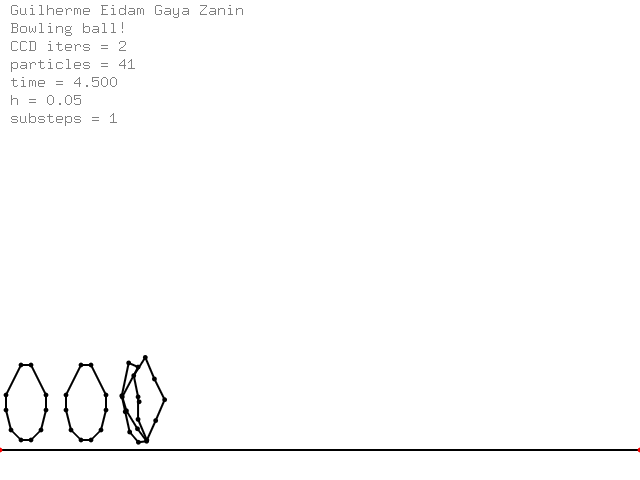 Guilherme Eidam Gaya Zanin
Bowling ball!
CCD iters = 2
particles = 41
time = 4.500
h = 0.05
substeps = 1